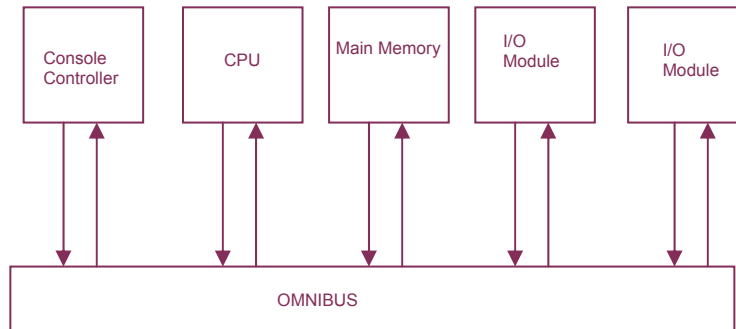 Console
Controller
CPU
Main Memory
I/O
Module
I/O
Module
OMNIBUS